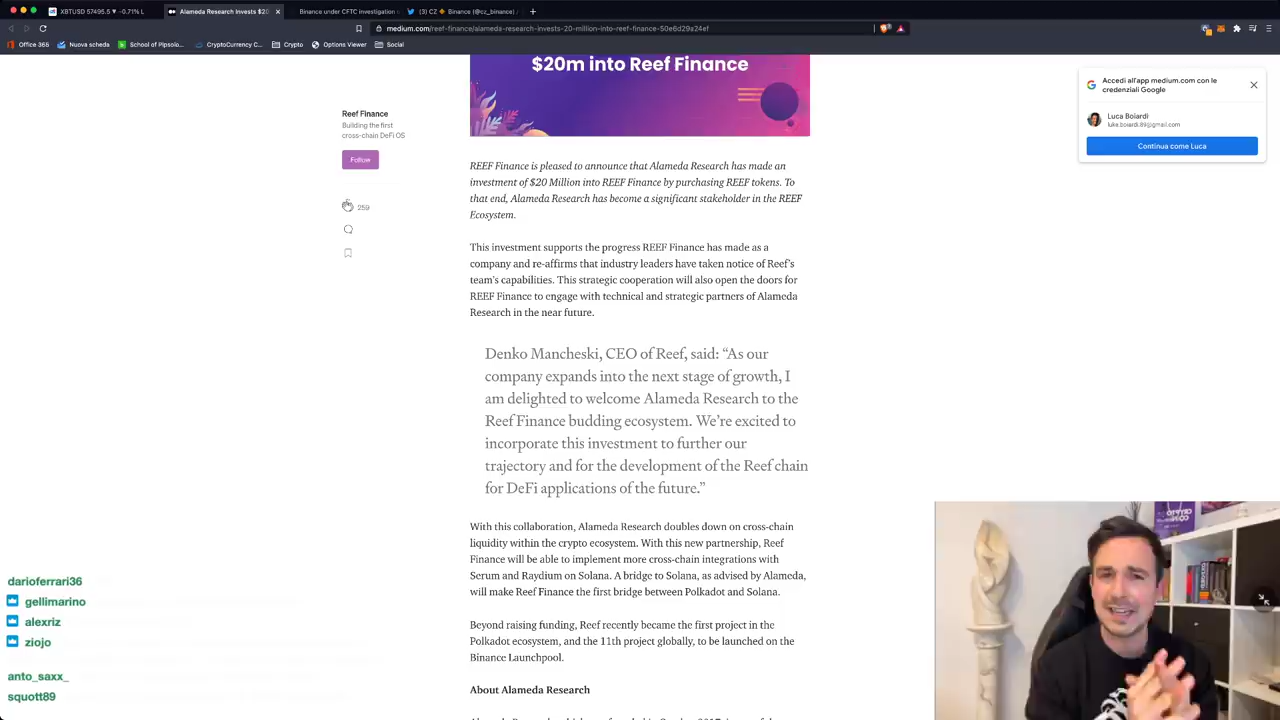 XBTUSD 57495.5 ▼ −0.71% L
Alameda Research Invests $20
Binance under CFTC investigation
(3) CZ 🔶 Binance (@cz_binance) /
medium.com/reef-finance/alameda-research-invests-20-million-into-reef-finance-50e6d29a24ef
Office 365
Nuova scheda
School of Pipsolo...
CryptoCurrency C...
Crypto
Options Viewer
Social
$20m into Reef Finance
Reef Finance
Building the first
cross-chain DeFi OS
Follow
259
Accedi all'app medium.com con le
credenziali Google
Luca Boiardi
luke.boiardi.89@gmail.com
Continua come Luca
REEF Finance is pleased to announce that Alameda Research has made an
investment of $20 Million into REEF Finance by purchasing REEF tokens. To
that end, Alameda Research has become a significant stakeholder in the REEF
Ecosystem.
This investment supports the progress REEF Finance has made as a
company and re-affirms that industry leaders have taken notice of Reef's
team's capabilities. This strategic cooperation will also open the doors for
REEF Finance to engage with technical and strategic partners of Alameda
Research in the near future.
Denko Mancheski, CEO of Reef, said: “As our
company expands into the next stage of growth, I
am delighted to welcome Alameda Research to the
Reef Finance budding ecosystem. We’re excited to
incorporate this investment to further our
trajectory and for the development of the Reef chain
for DeFi applications of the future.”
With this collaboration, Alameda Research doubles down on cross-chain
liquidity within the crypto ecosystem. With this new partnership, Reef
Finance will be able to implement more cross-chain integrations with
Serum and Raydium on Solana. A bridge to Solana, as advised by Alameda,
will make Reef Finance the first bridge between Polkadot and Solana.
Beyond raising funding, Reef recently became the first project in the
Polkadot ecosystem, and the 11th project globally, to be launched on the
Binance Launchpool.
About Alameda Research
darioferrari36
gellimarino
alexriz
ziojo
anto_saxx_
squott89